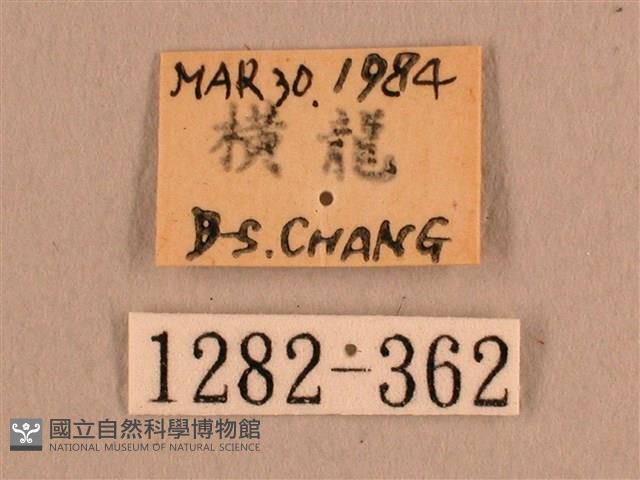 MAR 30. 1984
橫龍
D-S. CHANG
1282-362
國立自然科學博物館
NATIONAL MUSEUM OF NATURAL SCIENCE